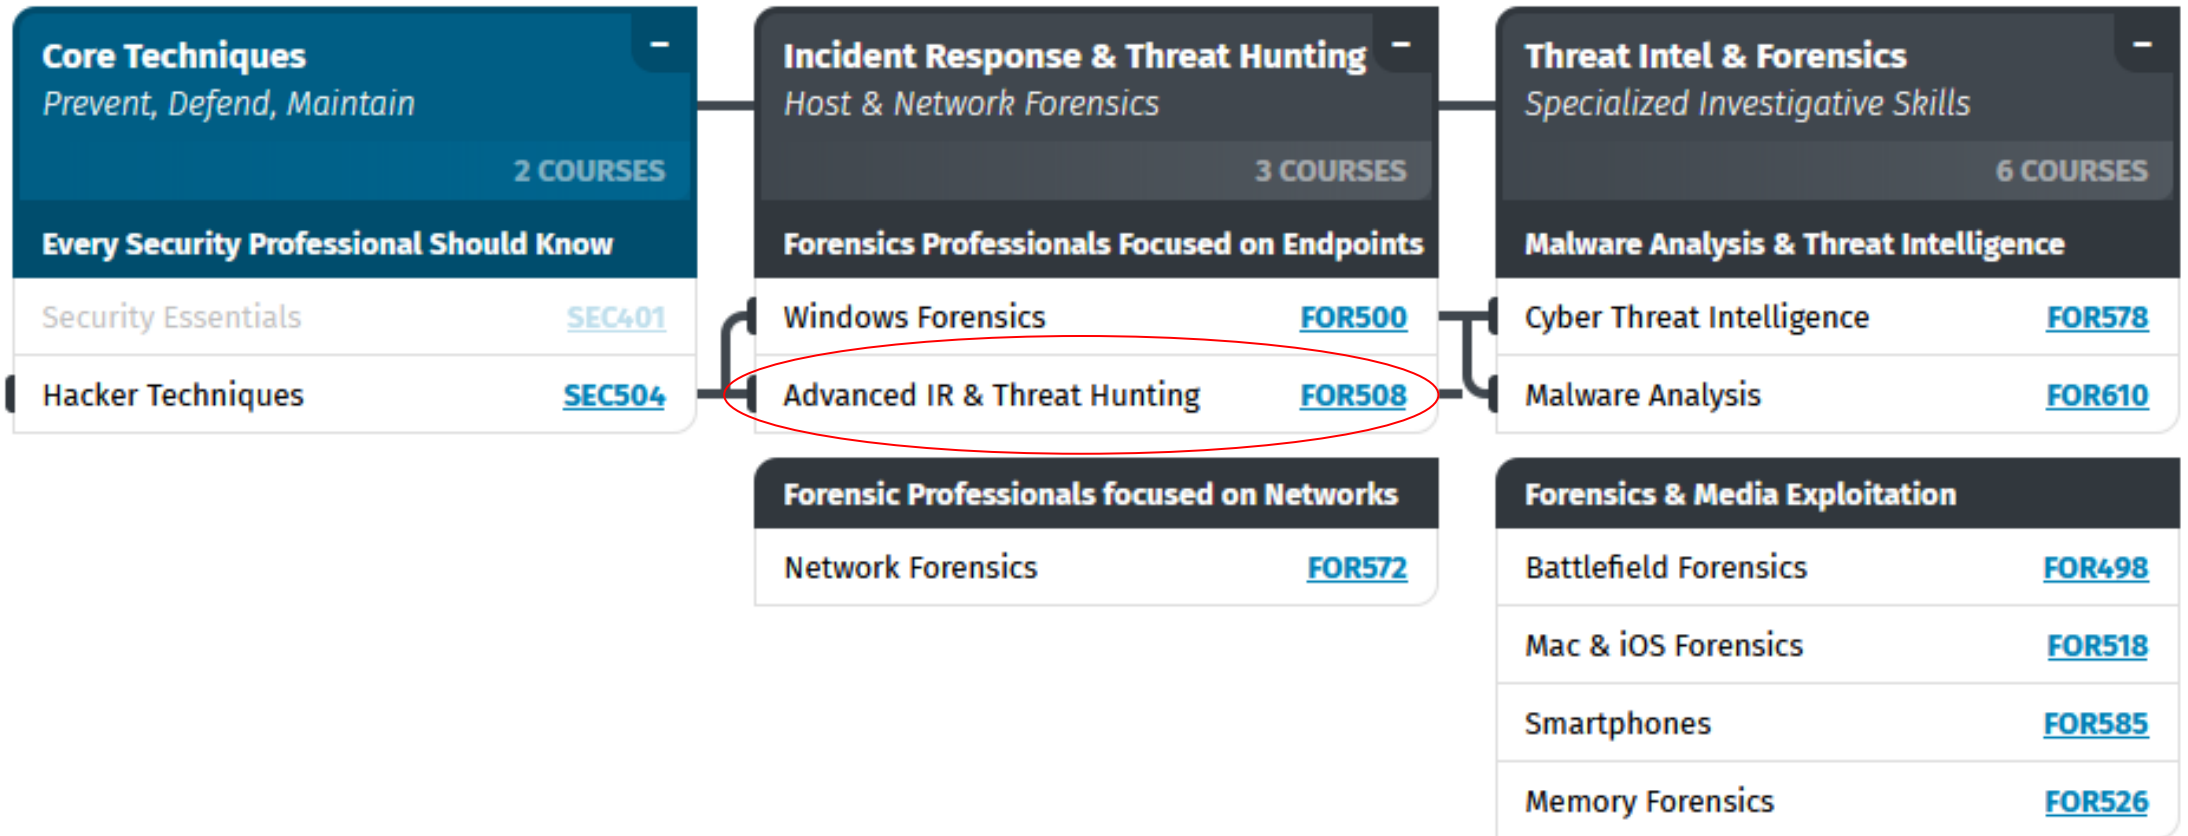 Core Techniques
–
Prevent, Defend, Maintain
2 COURSES
Every Security Professional Should Know
Security Essentials SEC401
Hacker Techniques SEC504
Incident Response & Threat Hunting
–
Host & Network Forensics
3 COURSES
Forensics Professionals Focused on Endpoints
Windows Forensics FOR500
Advanced IR & Threat Hunting FOR508
Forensic Professionals focused on Networks
Network Forensics FOR572
Threat Intel & Forensics
–
Specialized Investigative Skills
6 COURSES
Malware Analysis & Threat Intelligence
Cyber Threat Intelligence FOR578
Malware Analysis FOR610
Forensics & Media Exploitation
Battlefield Forensics FOR498
Mac & iOS Forensics FOR518
Smartphones FOR585
Memory Forensics FOR526